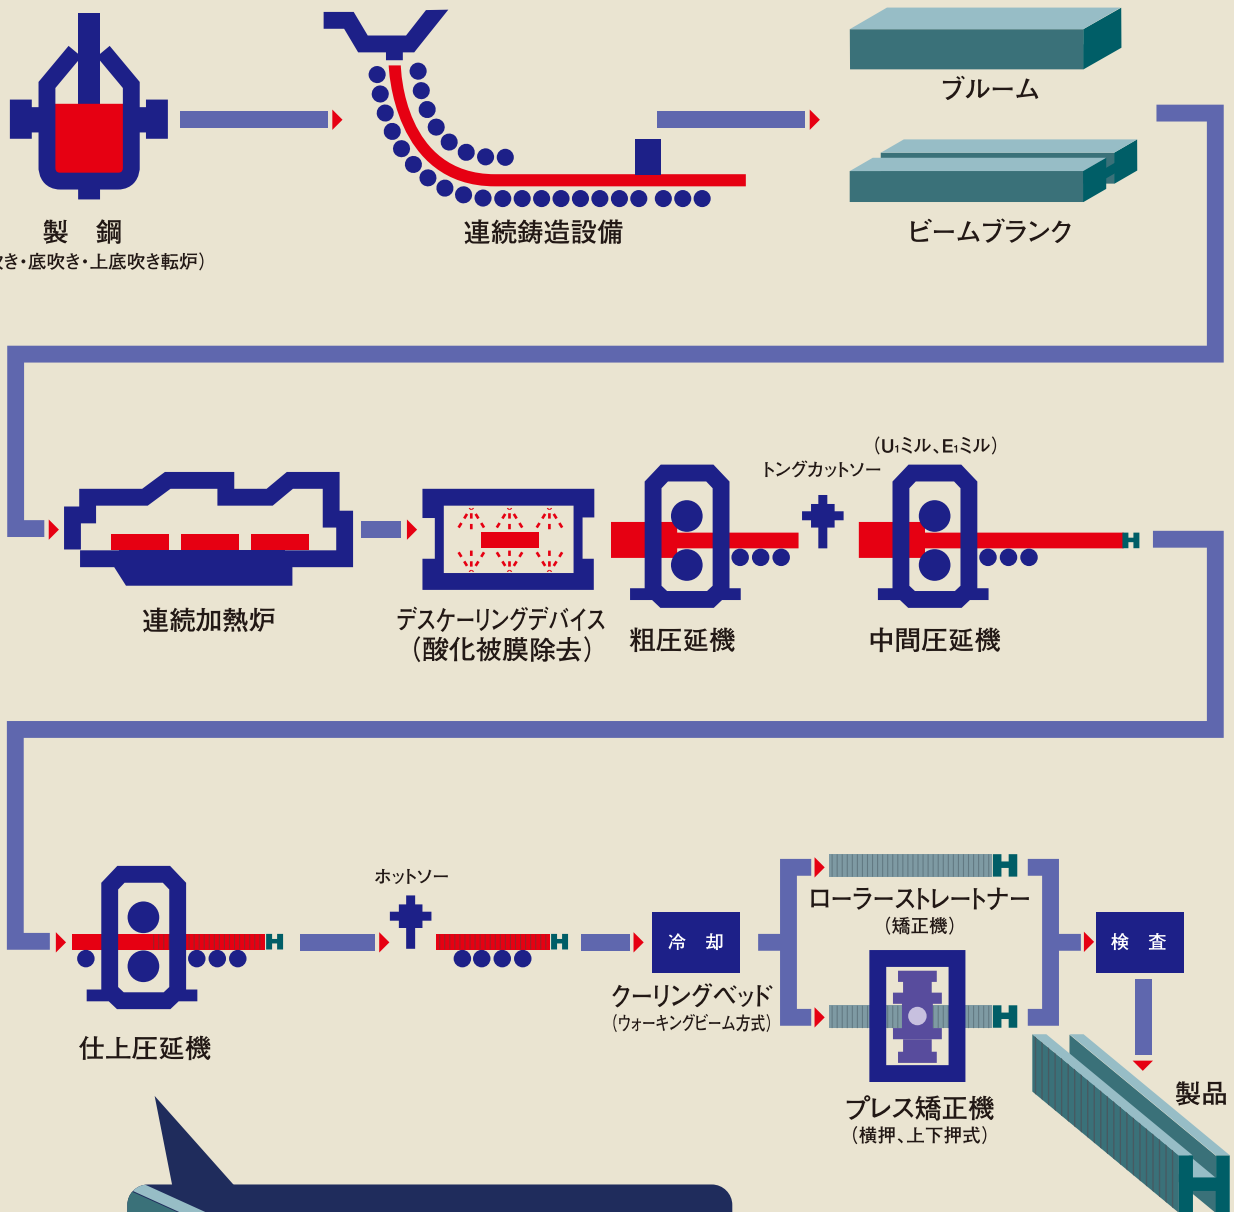 製 鋼
吹き・底吹き・上底吹き転炉)
連続鋳造設備
ブルーム
ビームブランク
連続加熱炉
デスケーリングデバイス
(酸化被膜除去)
粗圧延機
トングカットソー
(U₁ミル、E₁ミル)
中間圧延機
仕上圧延機
ホットソー
冷 却
クーリングベッド
(ウォーキングビーム方式)
ローラーストレートナー
(矯正機)
プレス矯正機
(横押、上下押式)
検 査
製品